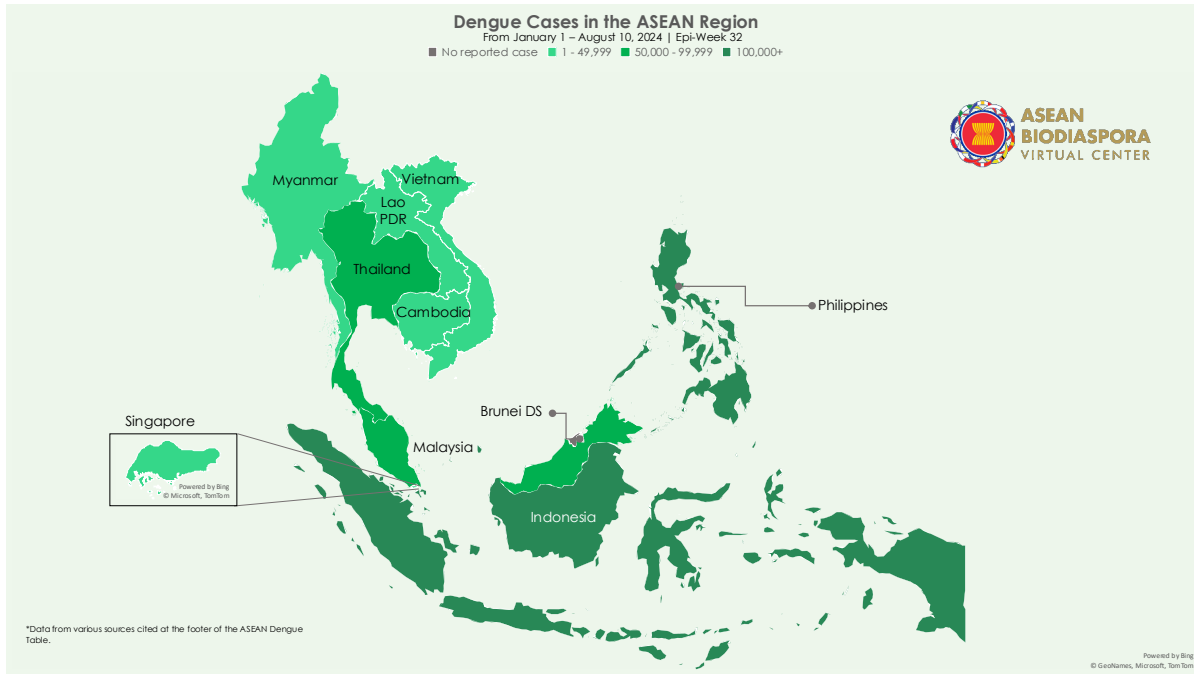 Dengue Cases in the ASEAN Region
From January 1 – August 10, 2024 | Epi-Week 32
No reported case 1 - 49,999 50,000 - 99,999 100,000+
ASEAN
BIODIASPORA
VIRTUAL CENTER
Myanmar
Vietnam
Lao
PDR
Thailand
Cambodia
Philippines
Brunei DS
Singapore
Malaysia
Powered by Bing
© Microsoft, TomTom
Indonesia
*Data from various sources cited at the footer of the ASEAN Dengue
Table.
Powered by Bing
© GeoNames, Microsoft, TomTom